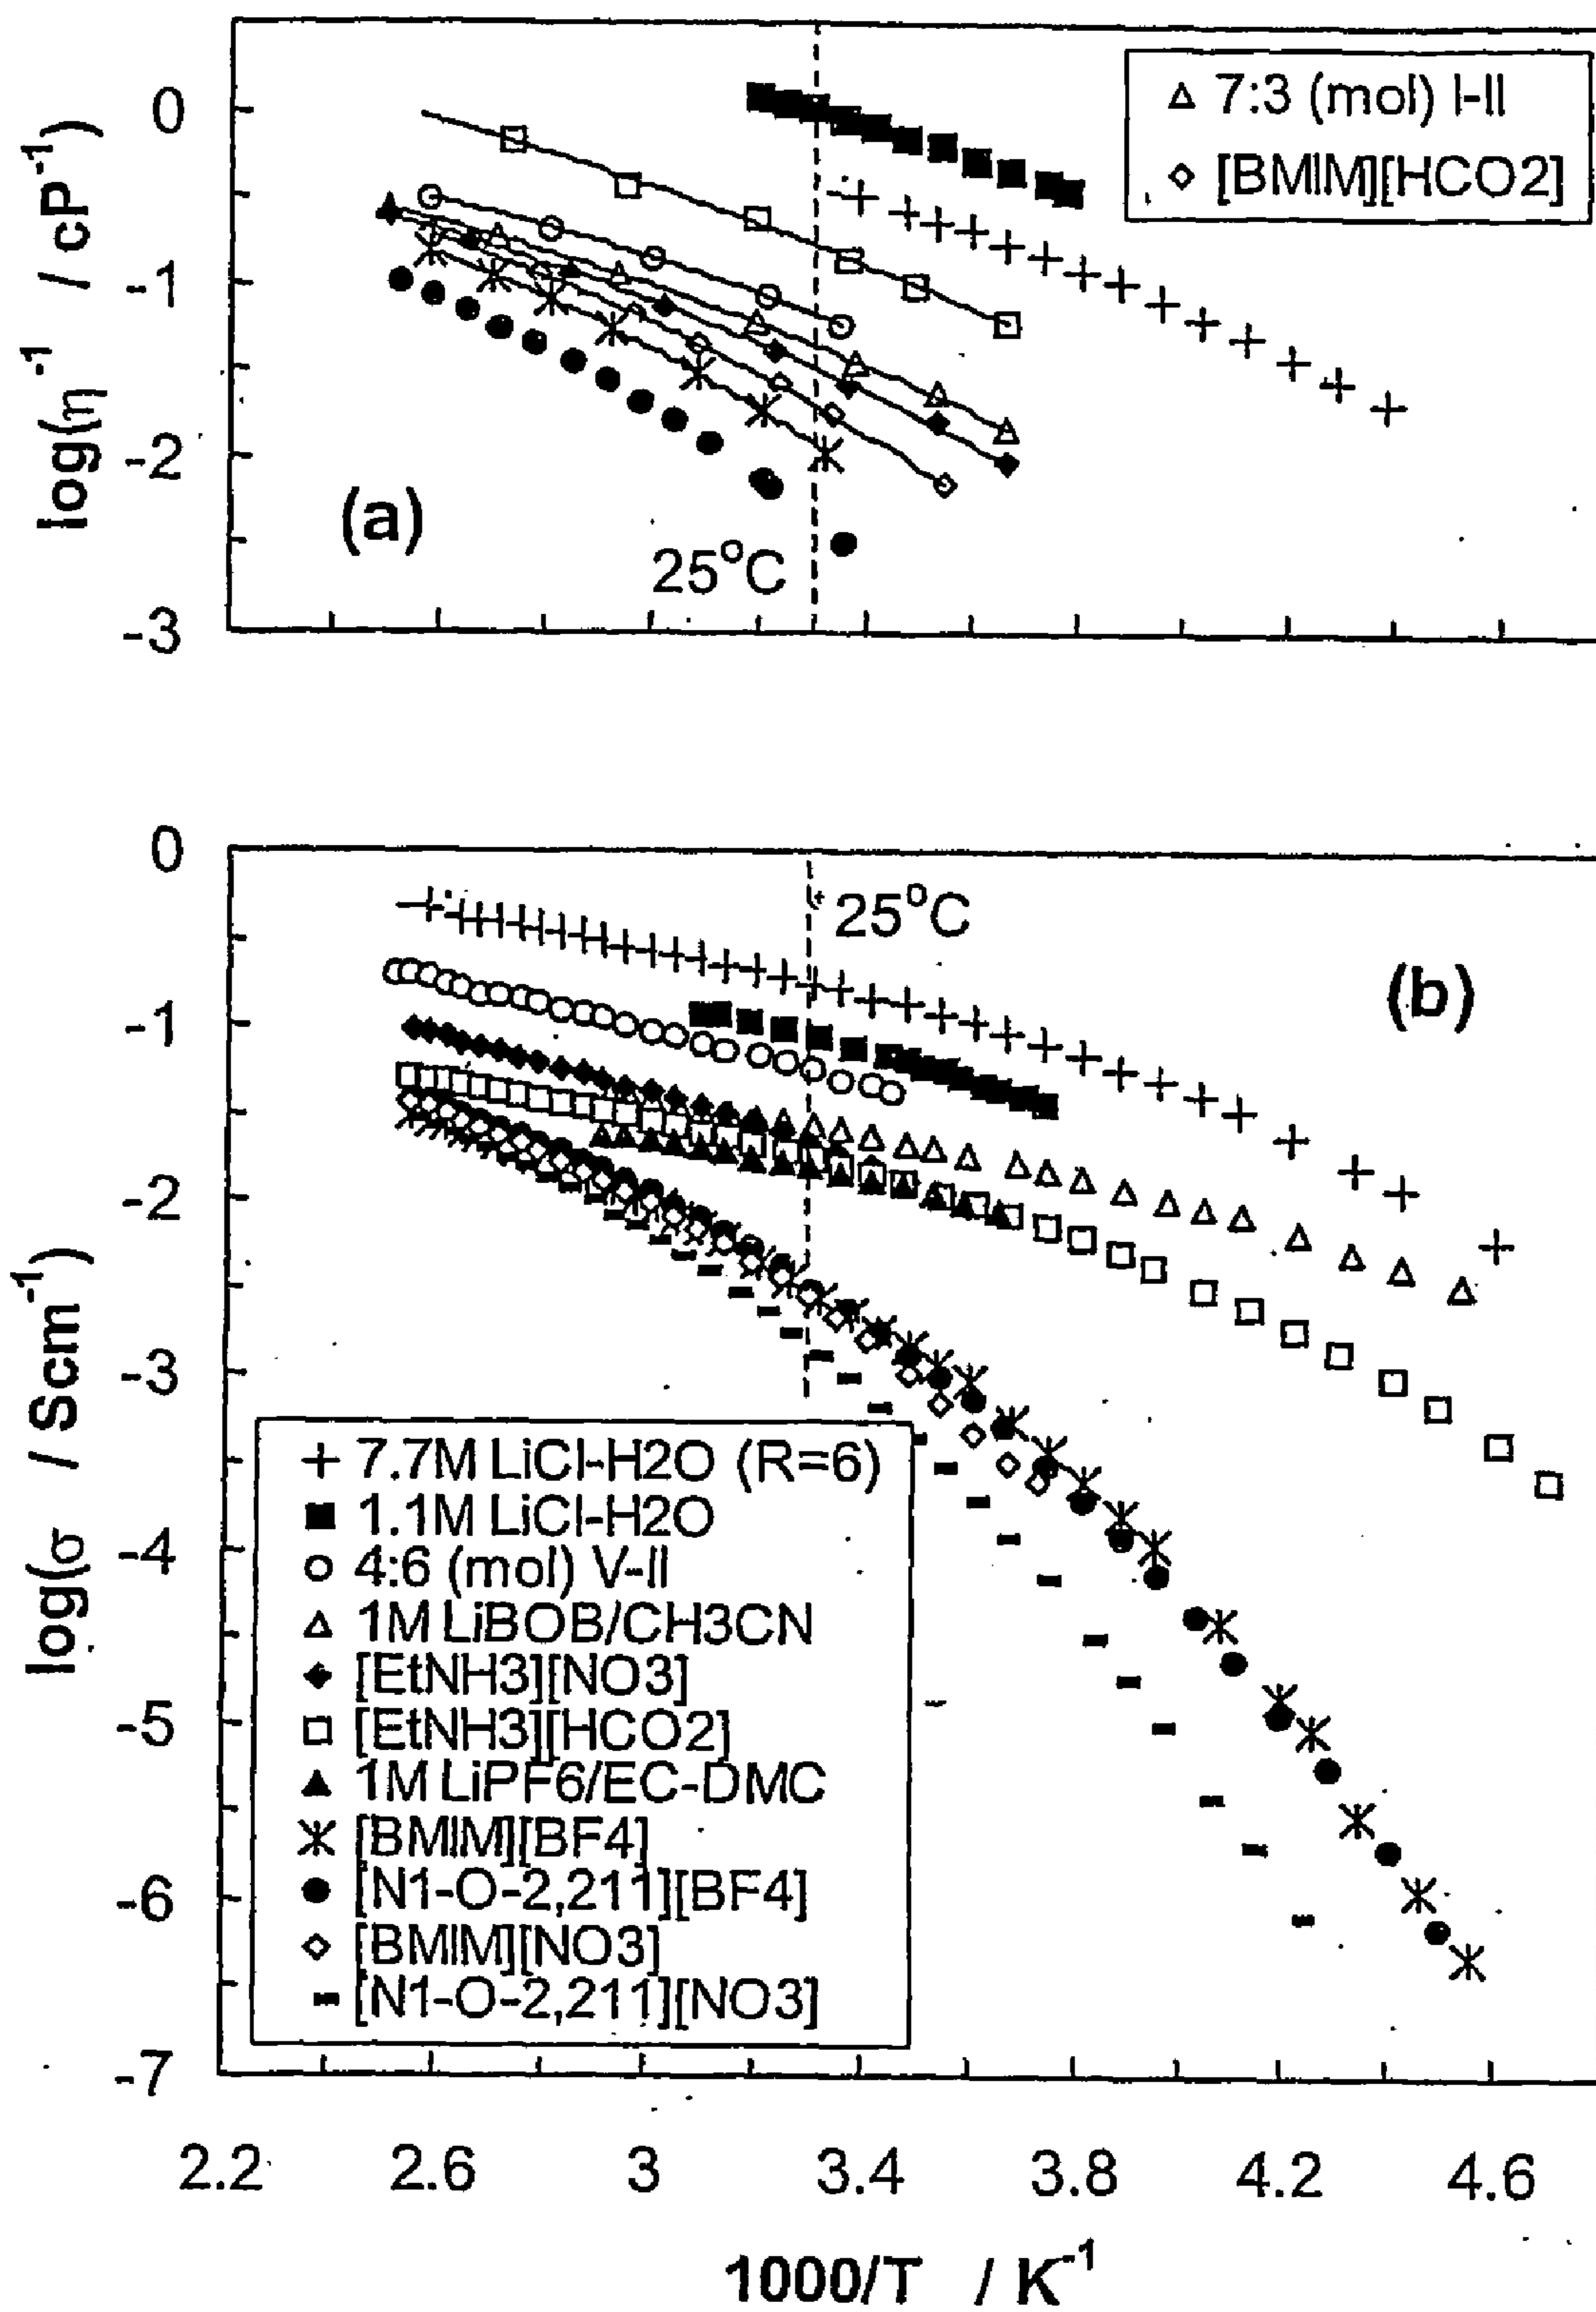 log(η⁻¹ / cP⁻¹)
0
-1
-2
-3
△ 7:3 (mol) I-II
◇ [BMIM][HCO2]
(a)
25°C
log(σ / Scm⁻¹)
0
-1
-2
-3
-4
-5
-6
-7
25°C
(b)
+ 7.7M LiCl-H2O (R=6)
■ 1.1M LiCl-H2O
○ 4:6 (mol) V-II
△ 1M LiBOB/CH3CN
◆ [EtNH3][NO3]
□ [EtNH3][HCO2]
▲ 1M LiPF6/EC-DMC
✳ [BMIM][BF4]
● [N1-O-2,211][BF4]
◇ [BMIM][NO3]
- [N1-O-2,211][NO3]
2.2 2.6 3 3.4 3.8 4.2 4.6
1000/T / K⁻¹